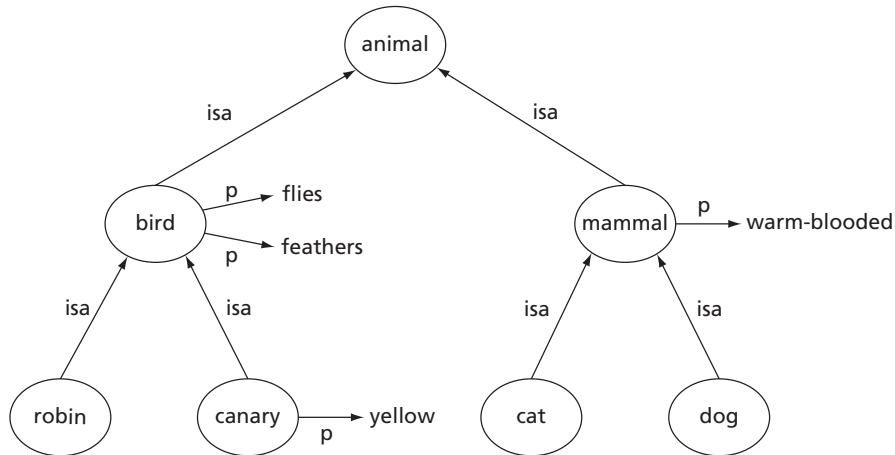 animal
isa
isa
p
flies
bird
mammal
p
warm-blooded
p
feathers
isa
isa
isa
isa
robin
canary
p
yellow
cat
dog